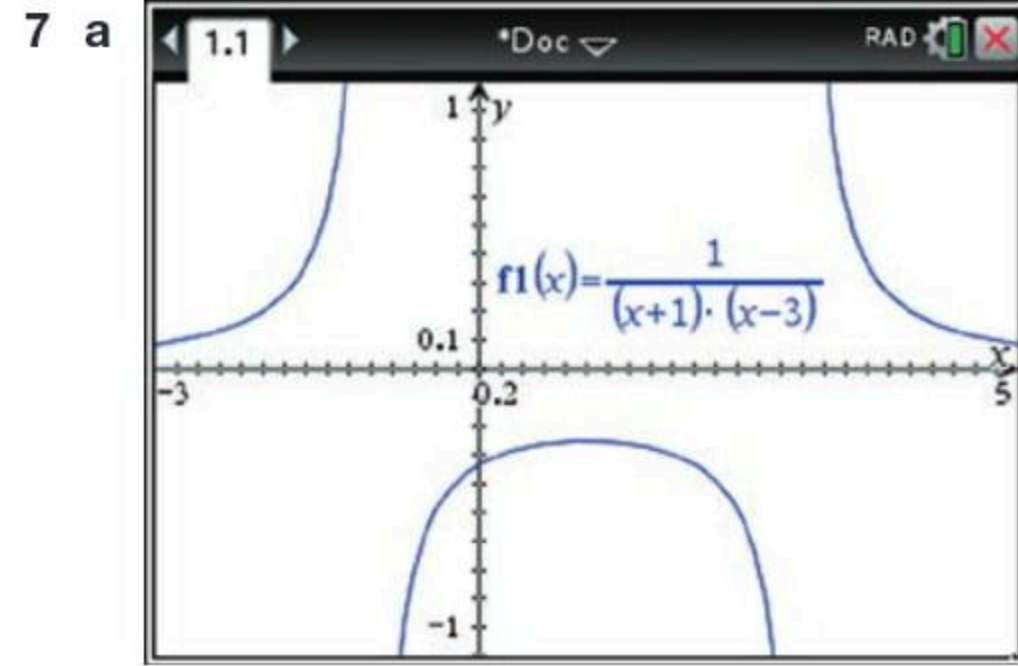 7 a
1.1 *Doc RAD
1 y
f1(x)=1/((x+1)·(x−3))
0.1 x
−3 0.2 5
−1